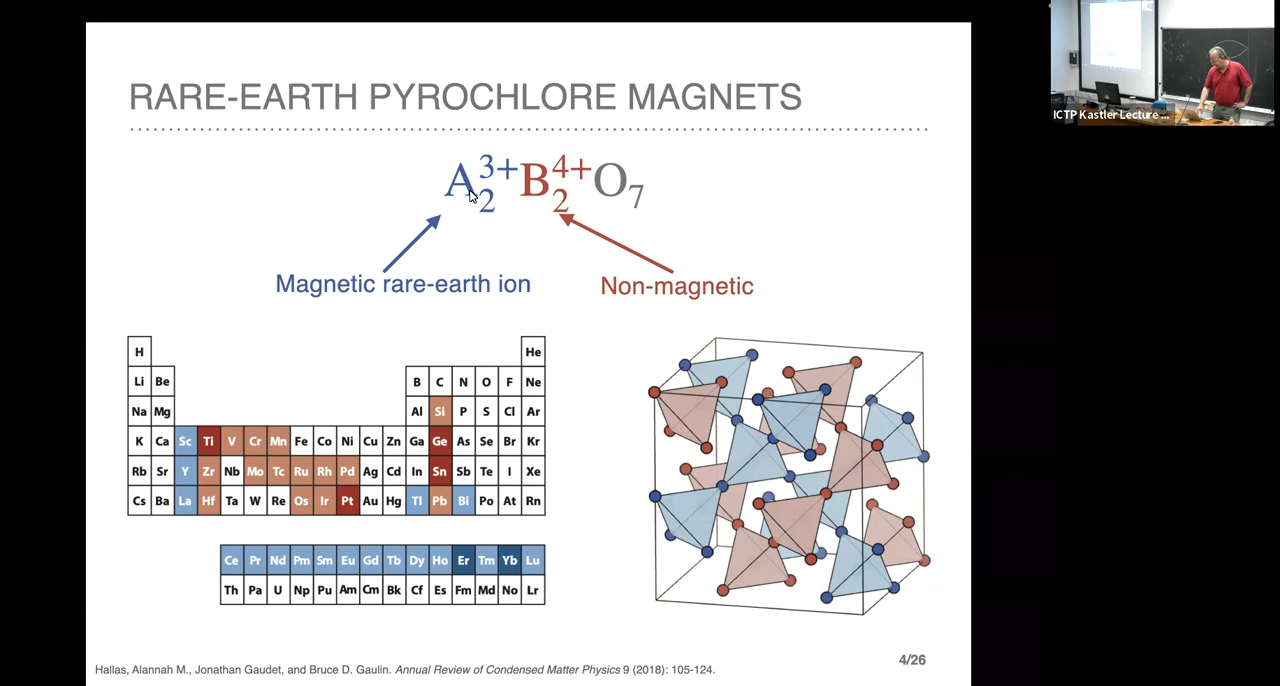 RARE-EARTH PYROCHLORE MAGNETS
A₂³⁺B₂⁴⁺O₇
Magnetic rare-earth ion
Non-magnetic
H He
Li Be B C N O F Ne
Na Mg Al Si P S Cl Ar
K Ca Sc Ti V Cr Mn Fe Co Ni Cu Zn Ga Ge As Se Br Kr
Rb Sr Y Zr Nb Mo Tc Ru Rh Pd Ag Cd In Sn Sb Te I Xe
Cs Ba La Hf Ta W Re Os Ir Pt Au Hg Tl Pb Bi Po At Rn
Ce Pr Nd Pm Sm Eu Gd Tb Dy Ho Er Tm Yb Lu
Th Pa U Np Pu Am Cm Bk Cf Es Fm Md No Lr
Hallas, Alannah M., Jonathan Gaudet, and Bruce D. Gaulin. Annual Review of Condensed Matter Physics 9 (2018): 105-124.
4/26
ICTP Kastler Lecture ...